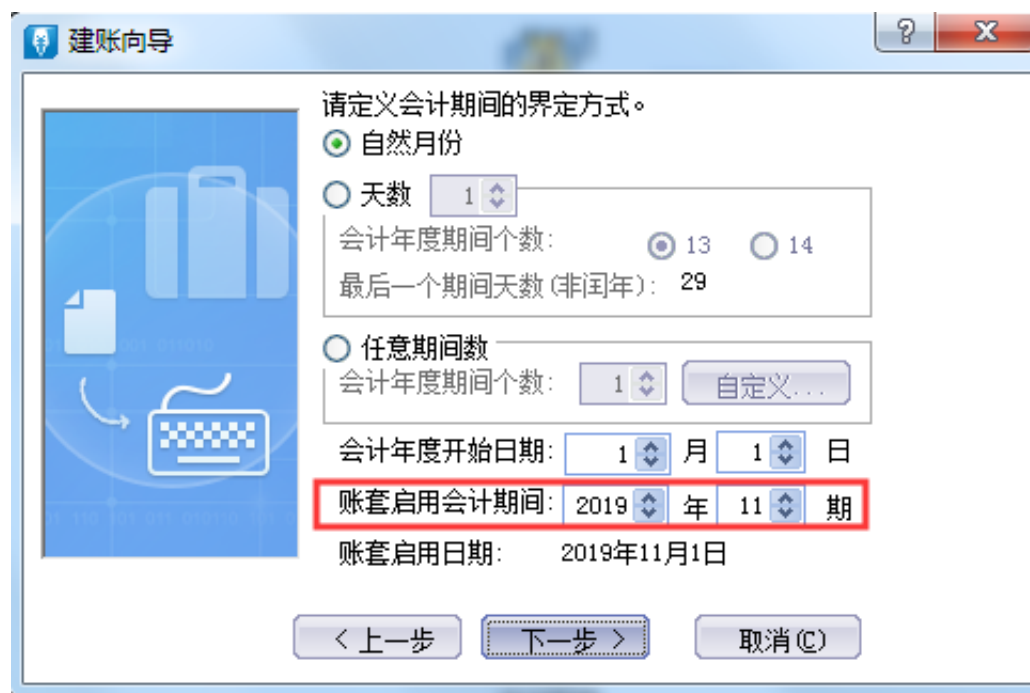 建账向导
请定义会计期间的界定方式。
自然月份
天数 1
会计年度期间个数: 13 14
最后一个期间天数(非闰年): 29
任意期间数
会计年度期间个数: 1 自定义...
会计年度开始日期: 1 月 1 日
账套启用会计期间: 2019 年 11 期
账套启用日期: 2019年11月1日
<上一步 下一步> 取消(C)